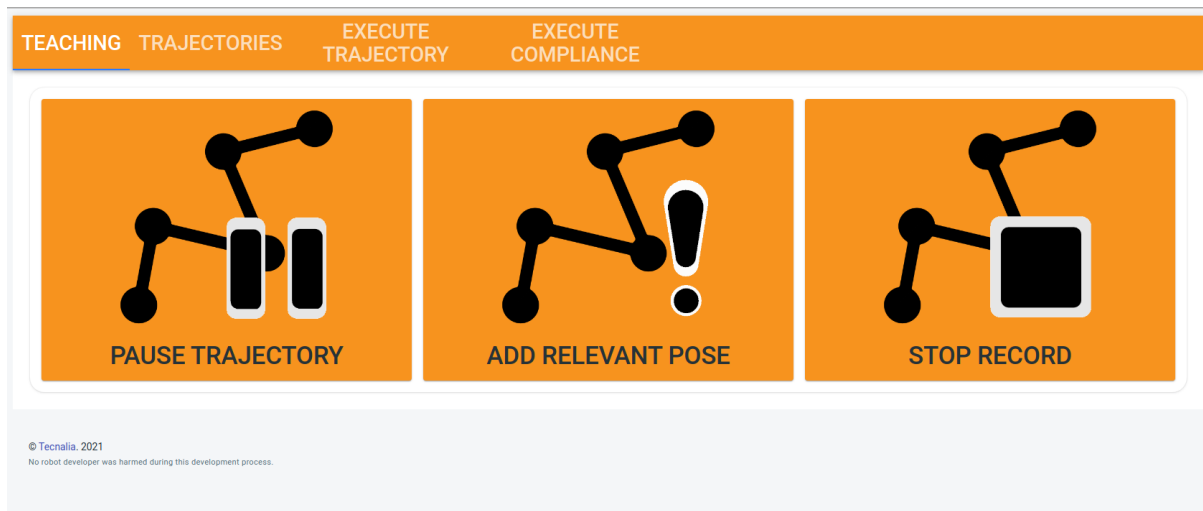 TEACHING
TRAJECTORIES
EXECUTE
TRAJECTORY
EXECUTE
COMPLIANCE
PAUSE TRAJECTORY
ADD RELEVANT POSE
STOP RECORD
© Tecnalia. 2021
No robot developer was harmed during this development process.